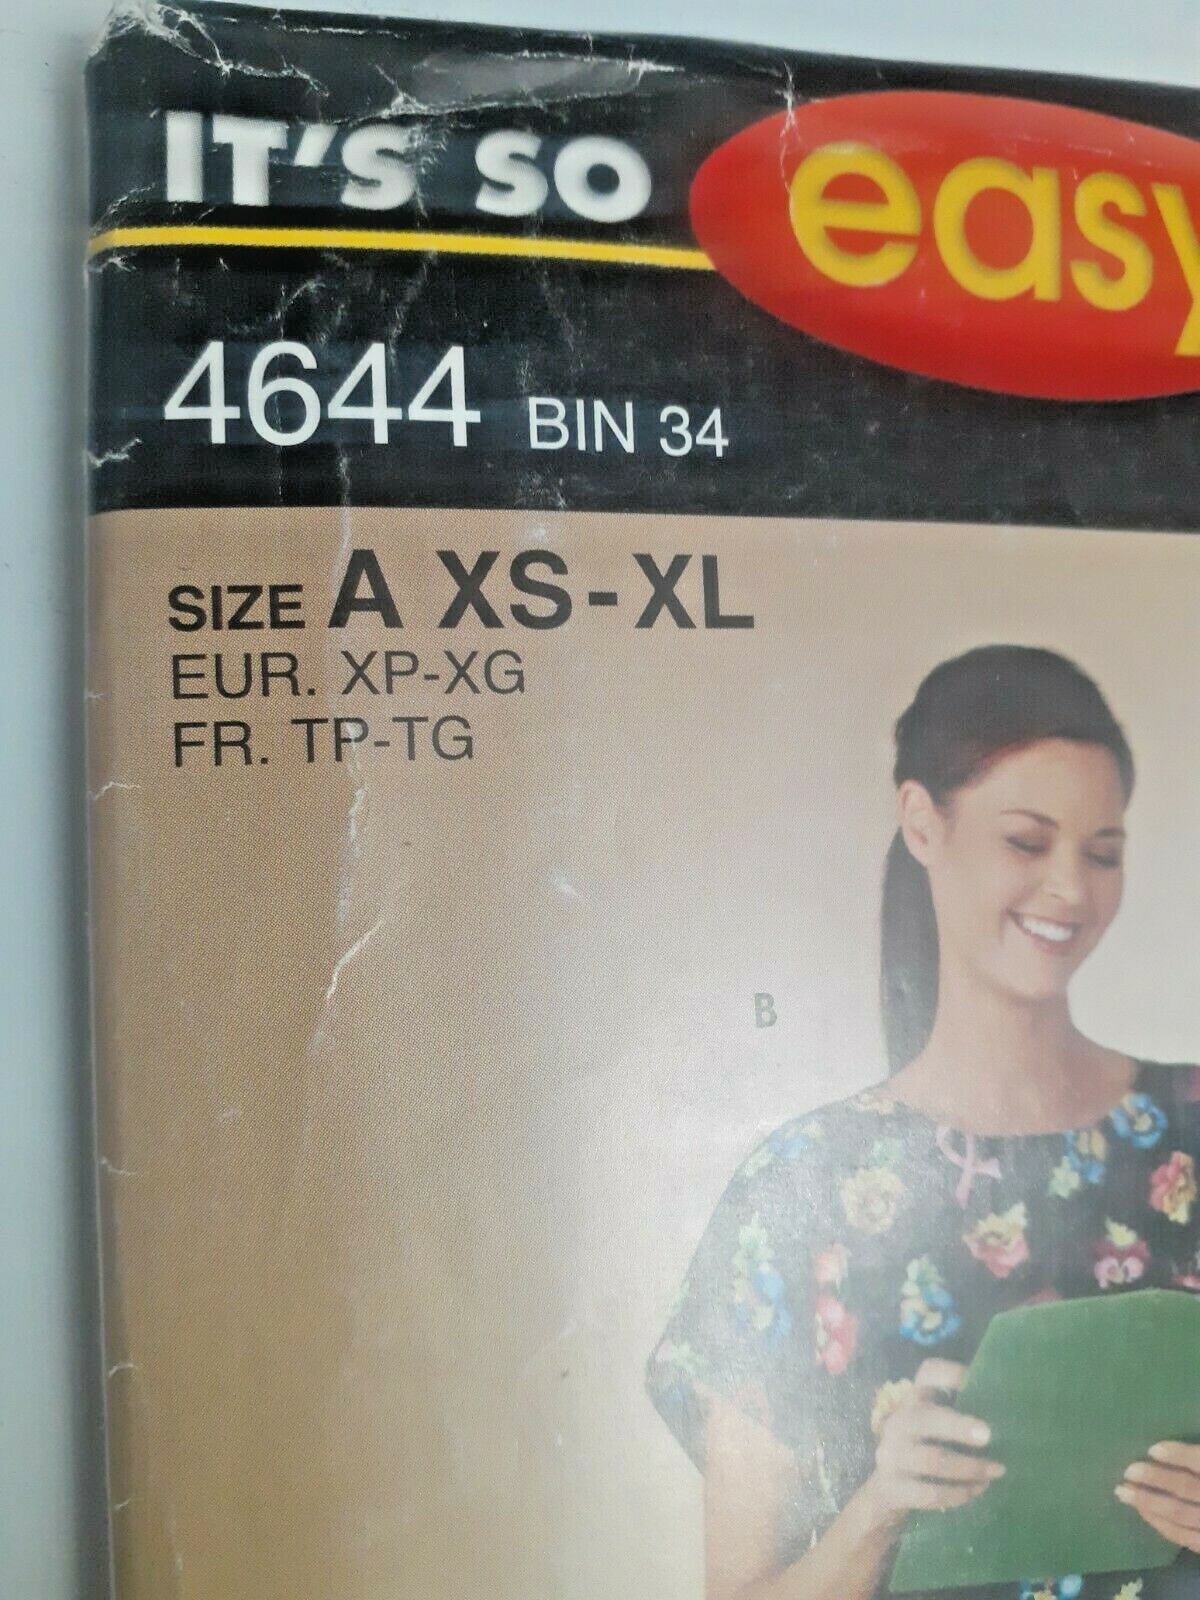 IT'S SO easy
4644 BIN 34
SIZE A XS-XL
EUR. XP-XG
FR. TP-TG
B